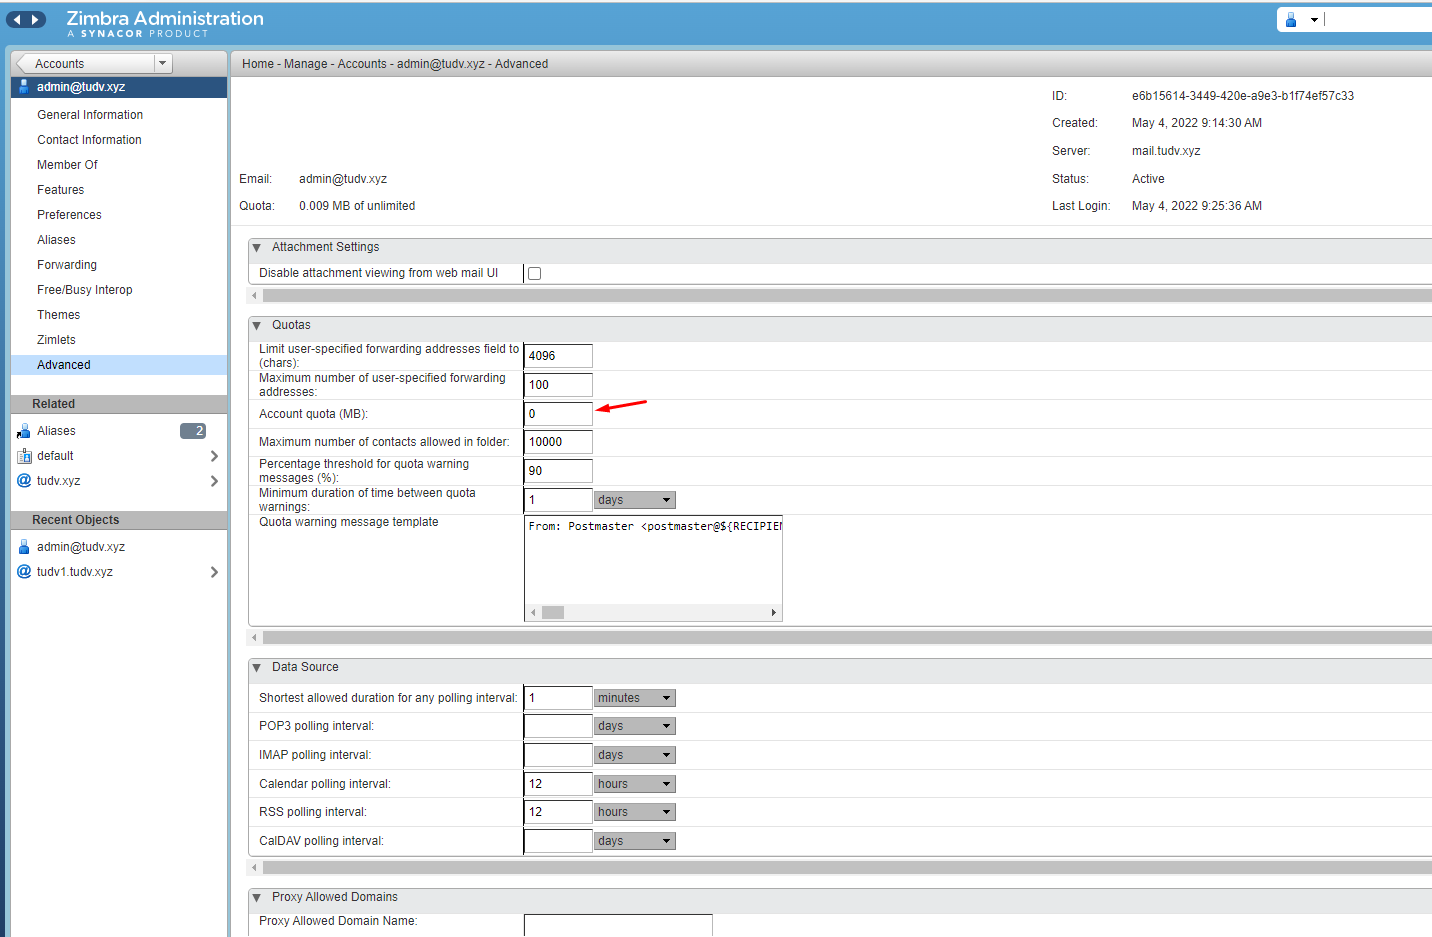 Zimbra Administration
A SYNACOR PRODUCT
Accounts
admin@tudv.xyz
General Information
Contact Information
Member Of
Features
Preferences
Aliases
Forwarding
Free/Busy Interop
Themes
Zimlets
Advanced
Related
Aliases 2
default
tudv.xyz
Recent Objects
admin@tudv.xyz
tudv1.tudv.xyz
Home - Manage - Accounts - admin@tudv.xyz - Advanced
ID: e6b15614-3449-420e-a9e3-b1f74ef57c33
Created: May 4, 2022 9:14:30 AM
Server: mail.tudv.xyz
Email: admin@tudv.xyz
Status: Active
Quota: 0.009 MB of unlimited
Last Login: May 4, 2022 9:25:36 AM
Attachment Settings
Disable attachment viewing from web mail UI
Quotas
Limit user-specified forwarding addresses field to
(chars): 4096
Maximum number of user-specified forwarding
addresses: 100
Account quota (MB): 0
Maximum number of contacts allowed in folder: 10000
Percentage threshold for quota warning
messages (%): 90
Minimum duration of time between quota
warnings: 1 days
Quota warning message template
From: Postmaster <postmaster@${RECIPIEN
Data Source
Shortest allowed duration for any polling interval: 1 minutes
POP3 polling interval: days
IMAP polling interval: days
Calendar polling interval: 12 hours
RSS polling interval: 12 hours
CalDAV polling interval: days
Proxy Allowed Domains
Proxy Allowed Domain Name: